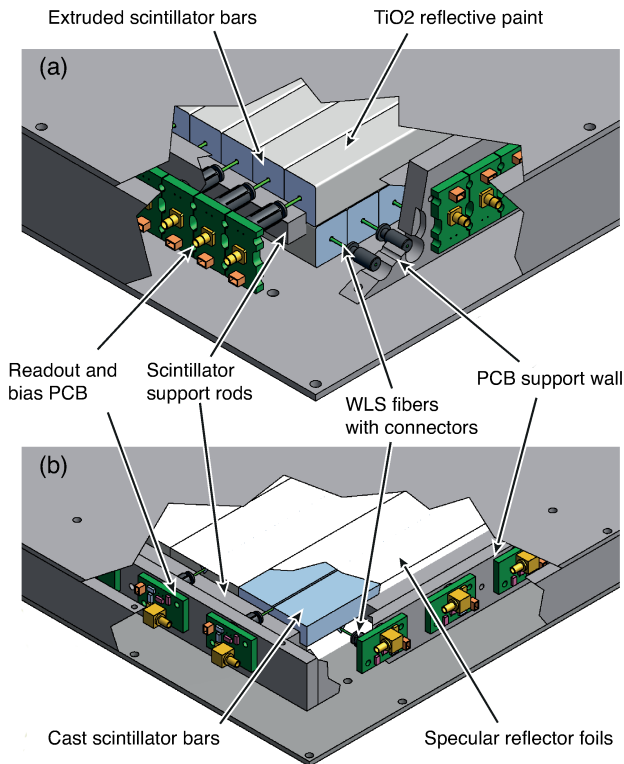 Extruded scintillator bars
TiO2 reflective paint
(a)
Readout and
bias PCB
Scintillator
support rods
WLS fibers
with connectors
PCB support wall
(b)
Cast scintillator bars
Specular reflector foils